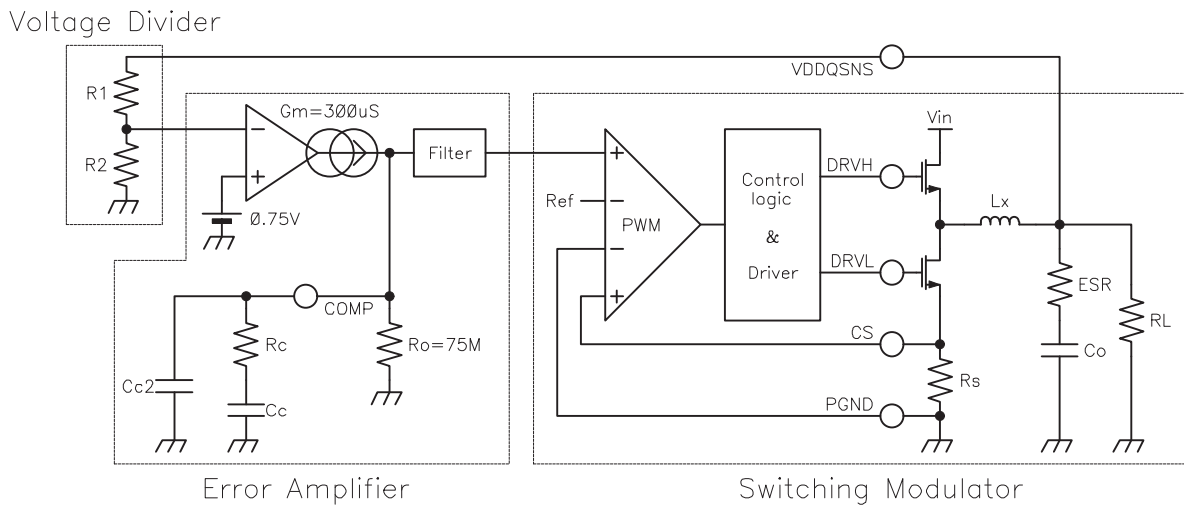 Voltage Divider
R1
R2
Gm=300uS
−
+
0.75V
Filter
COMP
Rc
Cc
Cc2
Ro=75M
Error Amplifier
VDDQSNS
+
Ref −
−
+
PWM
Control
logic
&
Driver
DRVH
DRVL
CS
PGND
Vin
Lx
Rs
ESR
Co
RL
Switching Modulator